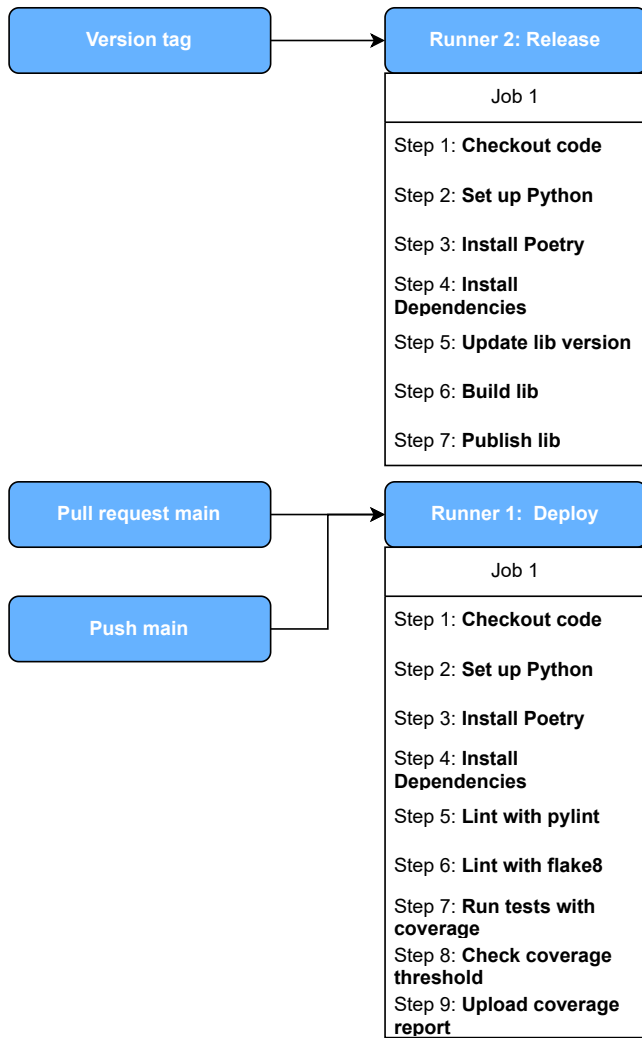 Version tag
Runner 2: Release
Job 1
Step 1: Checkout code
Step 2: Set up Python
Step 3: Install Poetry
Step 4: Install
Dependencies
Step 5: Update lib version
Step 6: Build lib
Step 7: Publish lib
Pull request main
Runner 1: Deploy
Push main
Job 1
Step 1: Checkout code
Step 2: Set up Python
Step 3: Install Poetry
Step 4: Install
Dependencies
Step 5: Lint with pylint
Step 6: Lint with flake8
Step 7: Run tests with
coverage
Step 8: Check coverage
threshold
Step 9: Upload coverage
report